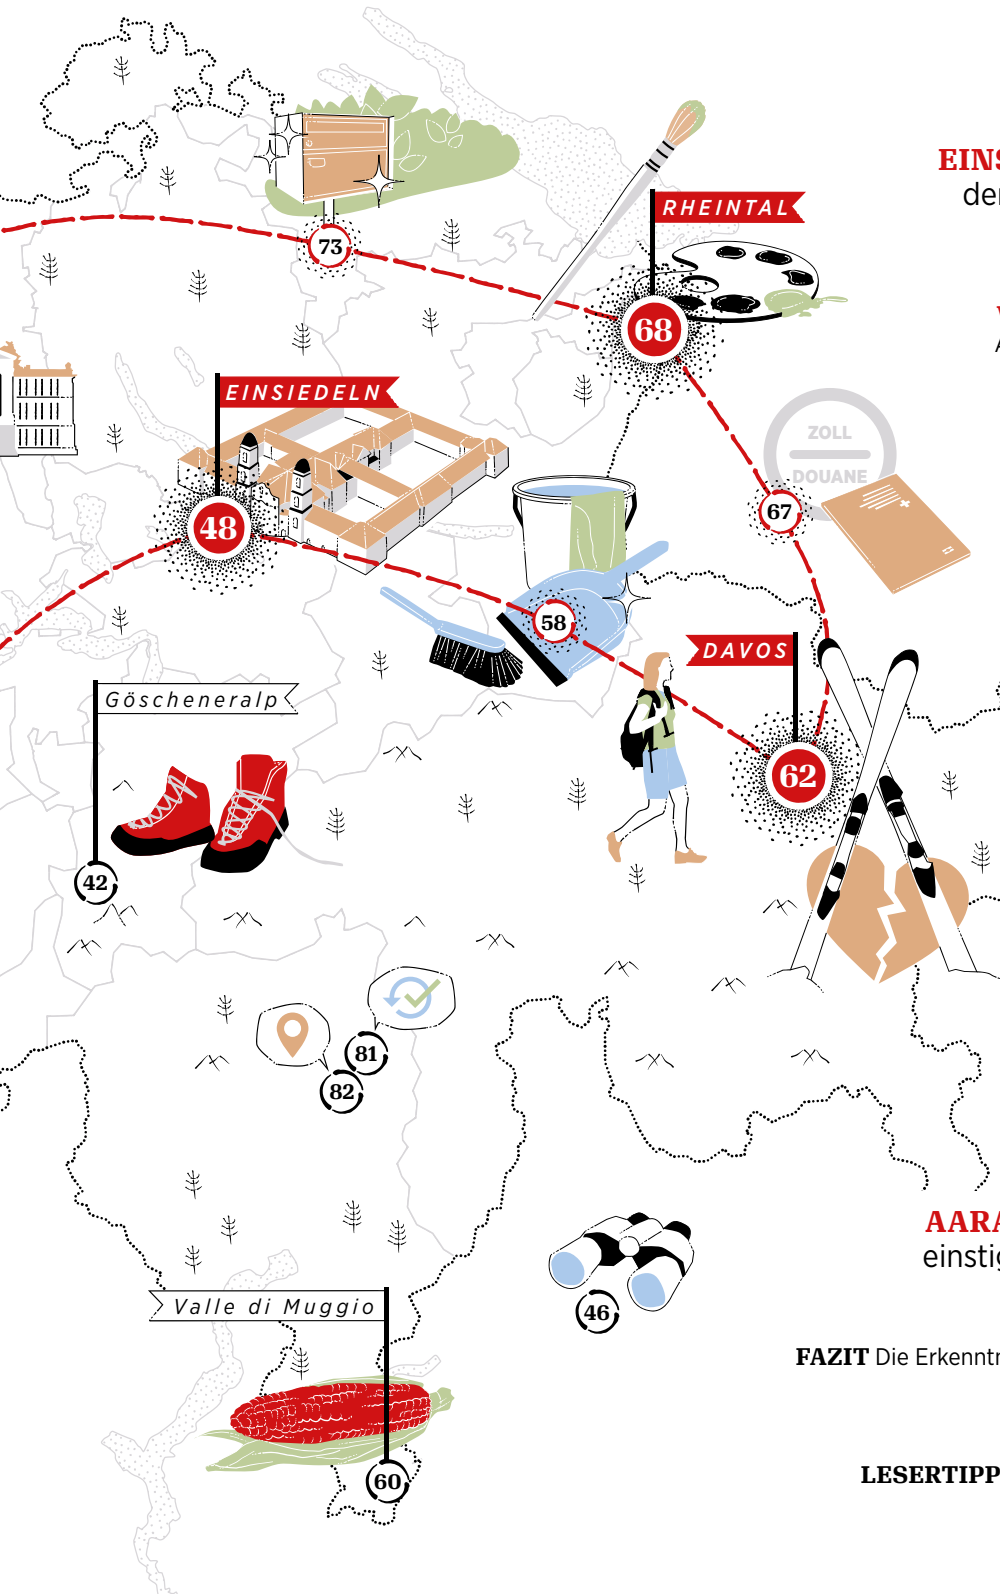 EINS
der
RHEINTAL
73
68
EINSIEDELN
ZOLL
DOUANE
67
48
58
DAVOS
Göscheneralp
62
42
81
82
AARA
einstig
46
Valle di Muggio
FAZIT Die Erkenntn
LESERTIPP
60